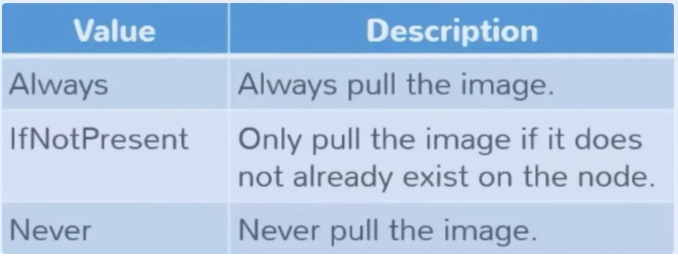 Value Description
Always Always pull the image.
IfNotPresent Only pull the image if it does
not already exist on the node.
Never Never pull the image.